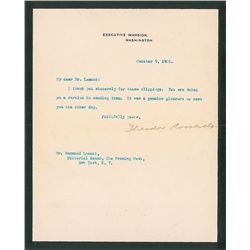 EXECUTIVE MANSION,
WASHINGTON.
October 9, 1905.
My dear Mr. Lamont:
I thank you sincerely for those clippings. You are doing
me a service in sending them. It was a genuine pleasure to meet
you the other day.
Faithfully yours,
Theodore Roosevelt
Mr. Hammond Lamont,
Editorial Rooms, The Evening Post,
New York, N. Y.